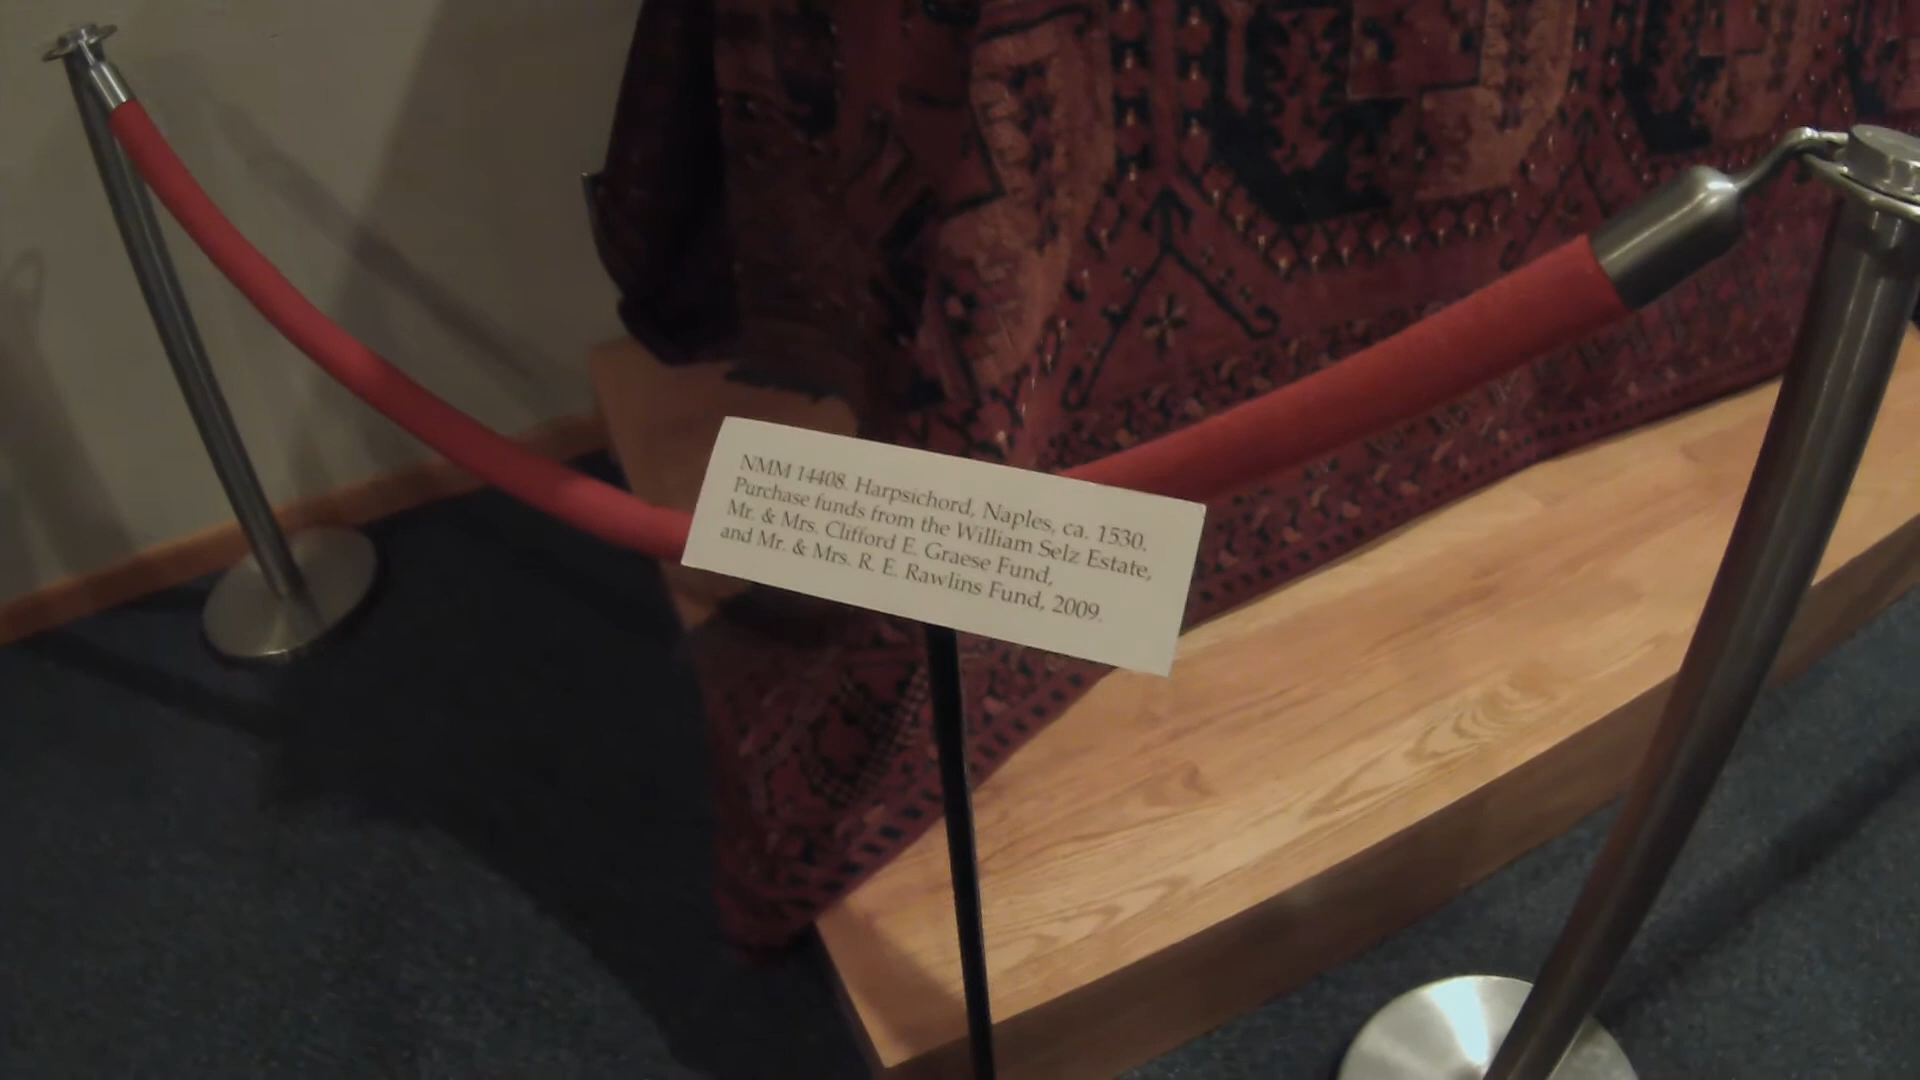 NMM 14408. Harpsichord, Naples, ca. 1530.
Purchase funds from the William Selz Estate,
Mr. & Mrs. Clifford E. Graese Fund,
and Mr. & Mrs. R. E. Rawlins Fund, 2009.